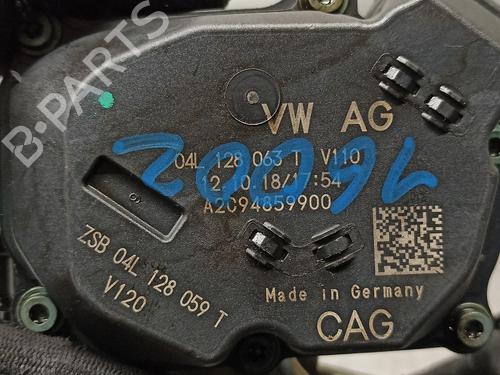 B-PARTS
VW AG
04L 128 063 T V110
12.10.18/17:54
A2C94859900
ZSB 04L 128 059 T
V120
Made in Germany
CAG